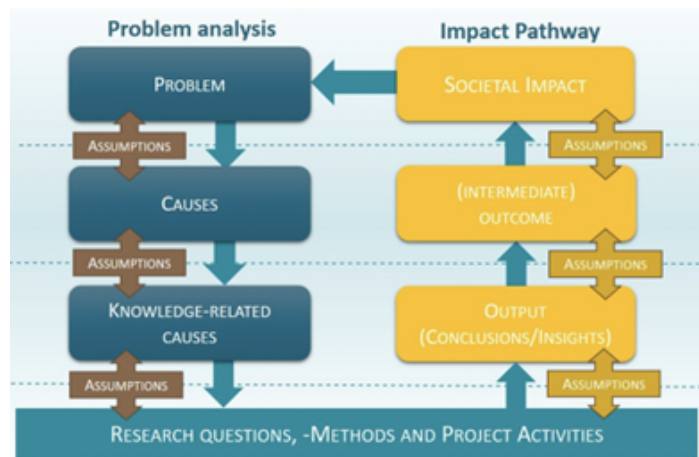 Problem analysis
Impact Pathway
PROBLEM
SOCIETAL IMPACT
ASSUMPTIONS
ASSUMPTIONS
CAUSES
(INTERMEDIATE)
OUTCOME
ASSUMPTIONS
ASSUMPTIONS
KNOWLEDGE-RELATED
CAUSES
OUTPUT
(CONCLUSIONS/INSIGHTS)
ASSUMPTIONS
ASSUMPTIONS
RESEARCH QUESTIONS, -METHODS AND PROJECT ACTIVITIES